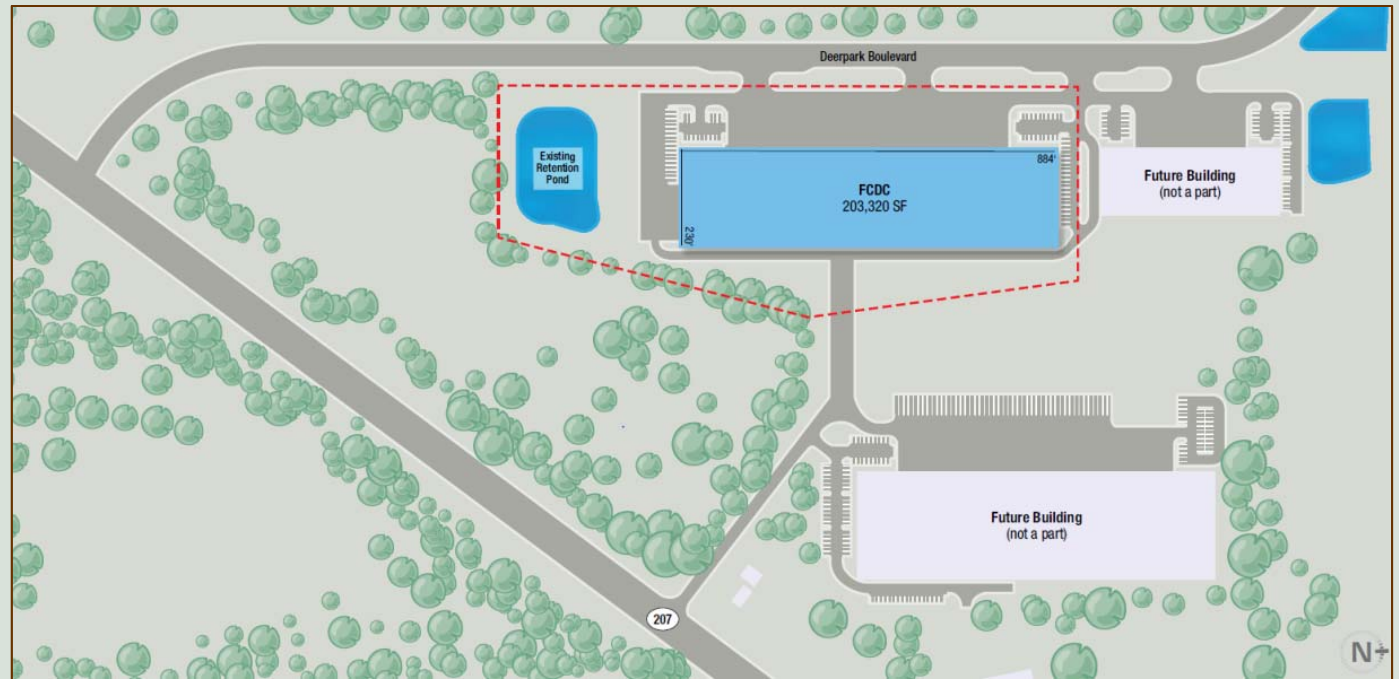 Deerpark Boulevard
Existing
Retention
Pond
884'
FCDC
203,320 SF
230'
Future Building
(not a part)
Future Building
(not a part)
207
N